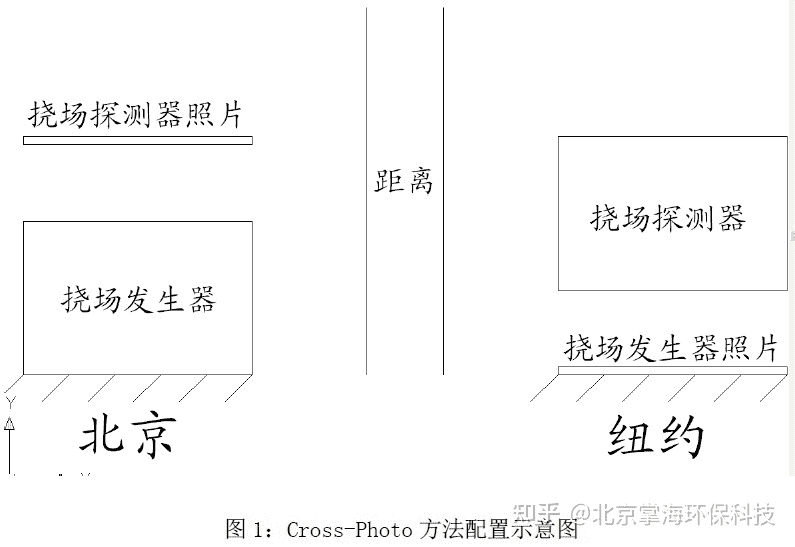 挠场探测器照片
距离
挠场探测器
挠场发生器
挠场发生器照片
Y
北京
纽约
知乎 @北京掌海环保科技
图1：Cross-Photo 方法配置示意图